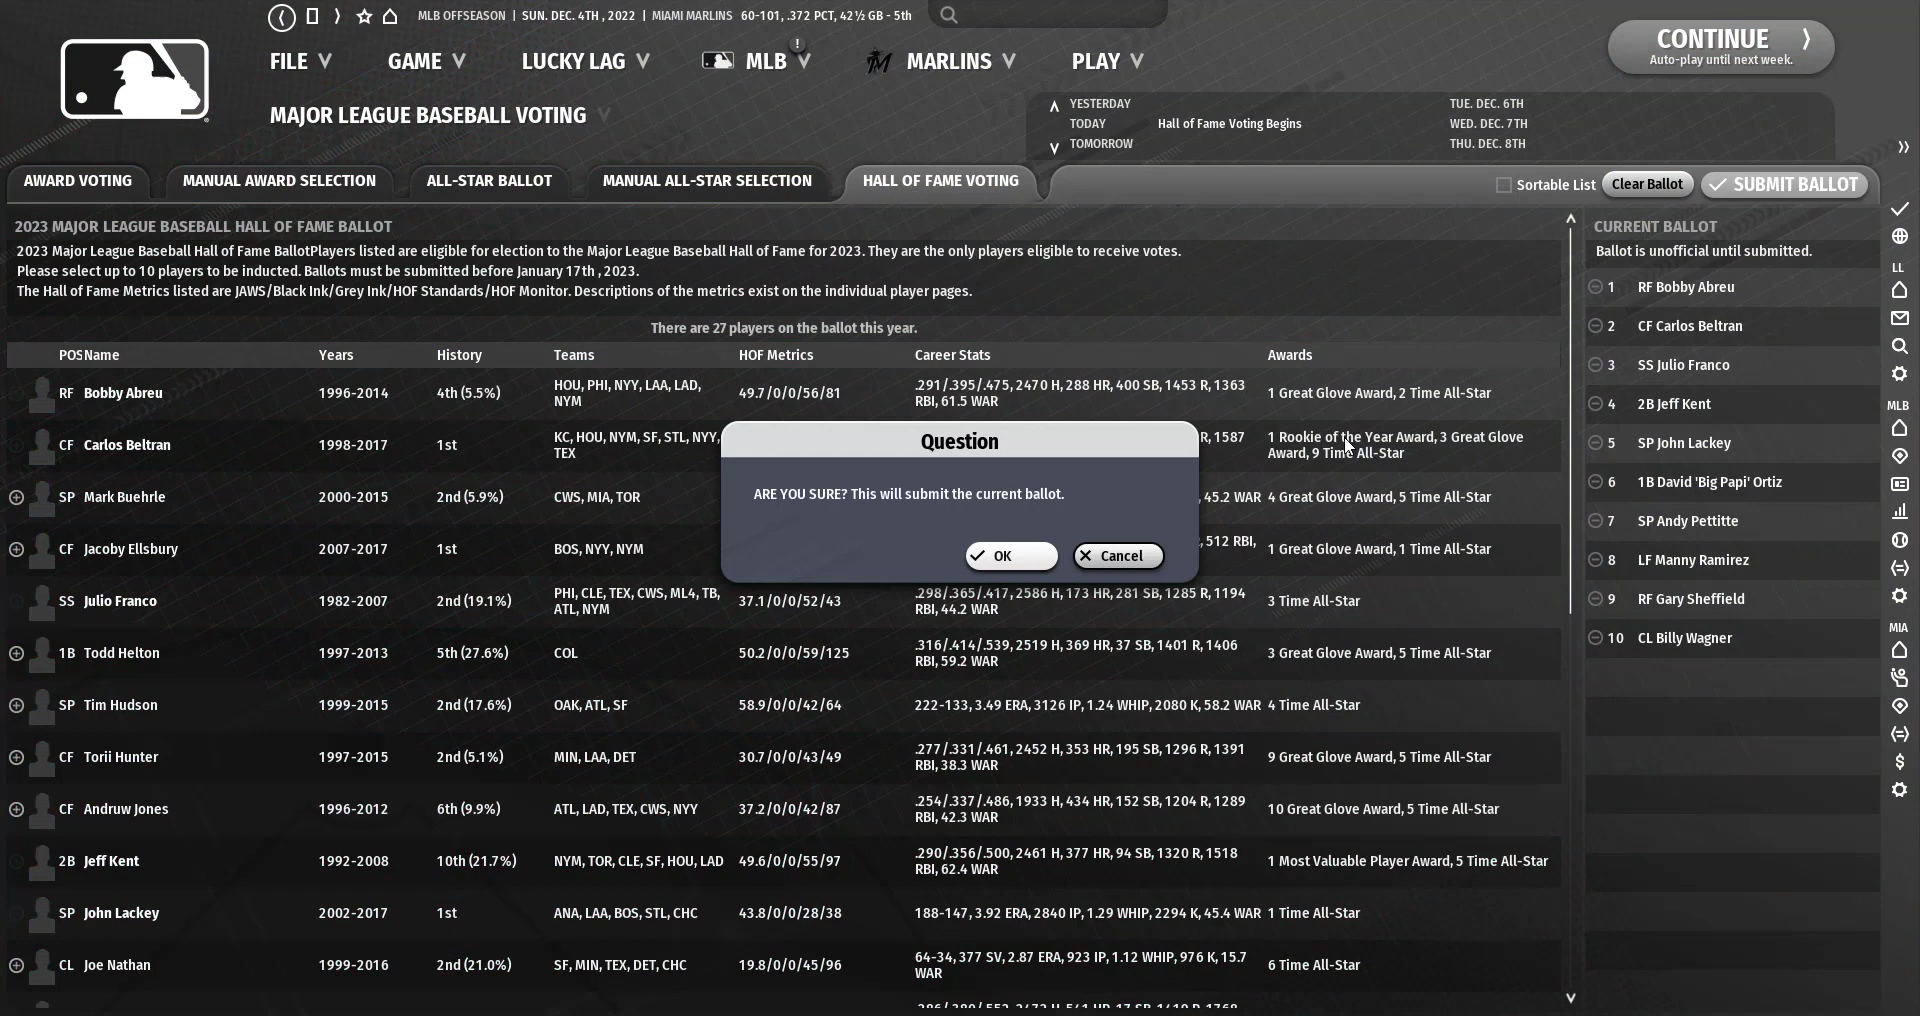 MLB OFFSEASON | SUN. DEC. 4TH , 2022 | MIAMI MARLINS 60-101, .372 PCT, 42½ GB - 5th
FILE GAME LUCKY LAG MLB ! MARLINS PLAY
CONTINUE
Auto-play until next week.
MAJOR LEAGUE BASEBALL VOTING
YESTERDAY TUE. DEC. 6TH
TODAY Hall of Fame Voting Begins WED. DEC. 7TH
TOMORROW THU. DEC. 8TH
AWARD VOTING MANUAL AWARD SELECTION ALL-STAR BALLOT MANUAL ALL-STAR SELECTION HALL OF FAME VOTING
Sortable List Clear Ballot SUBMIT BALLOT
2023 MAJOR LEAGUE BASEBALL HALL OF FAME BALLOT
2023 Major League Baseball Hall of Fame BallotPlayers listed are eligible for election to the Major League Baseball Hall of Fame for 2023. They are the only players eligible to receive votes.
Please select up to 10 players to be inducted. Ballots must be submitted before January 17th , 2023.
The Hall of Fame Metrics listed are JAWS/Black Ink/Grey Ink/HOF Standards/HOF Monitor. Descriptions of the metrics exist on the individual player pages.
There are 27 players on the ballot this year.
POS Name Years History Teams HOF Metrics Career Stats Awards
RF Bobby Abreu 1996-2014 4th (5.5%) HOU, PHI, NYY, LAA, LAD, NYM 49.7/0/0/56/81 .291/.395/.475, 2470 H, 288 HR, 400 SB, 1453 R, 1363 RBI, 61.5 WAR 1 Great Glove Award, 2 Time All-Star
CF Carlos Beltran 1998-2017 1st KC, HOU, NYM, SF, STL, NYY, TEX R, 1587 1 Rookie of the Year Award, 3 Great Glove Award, 9 Time All-Star
SP Mark Buehrle 2000-2015 2nd (5.9%) CWS, MIA, TOR , 45.2 WAR 4 Great Glove Award, 5 Time All-Star
CF Jacoby Ellsbury 2007-2017 1st BOS, NYY, NYM , 512 RBI, 1 Great Glove Award, 1 Time All-Star
SS Julio Franco 1982-2007 2nd (19.1%) PHI, CLE, TEX, CWS, ML4, TB, ATL, NYM 37.1/0/0/52/43 .298/.365/.417, 2586 H, 173 HR, 281 SB, 1285 R, 1194 RBI, 44.2 WAR 3 Time All-Star
1B Todd Helton 1997-2013 5th (27.6%) COL 50.2/0/0/59/125 .316/.414/.539, 2519 H, 369 HR, 37 SB, 1401 R, 1406 RBI, 59.2 WAR 3 Great Glove Award, 5 Time All-Star
SP Tim Hudson 1999-2015 2nd (17.6%) OAK, ATL, SF 58.9/0/0/42/64 222-133, 3.49 ERA, 3126 IP, 1.24 WHIP, 2080 K, 58.2 WAR 4 Time All-Star
CF Torii Hunter 1997-2015 2nd (5.1%) MIN, LAA, DET 30.7/0/0/43/49 .277/.331/.461, 2452 H, 353 HR, 195 SB, 1296 R, 1391 RBI, 38.3 WAR 9 Great Glove Award, 5 Time All-Star
CF Andruw Jones 1996-2012 6th (9.9%) ATL, LAD, TEX, CWS, NYY 37.2/0/0/42/87 .254/.337/.486, 1933 H, 434 HR, 152 SB, 1204 R, 1289 RBI, 42.3 WAR 10 Great Glove Award, 5 Time All-Star
2B Jeff Kent 1992-2008 10th (21.7%) NYM, TOR, CLE, SF, HOU, LAD 49.6/0/0/55/97 .290/.356/.500, 2461 H, 377 HR, 94 SB, 1320 R, 1518 RBI, 62.4 WAR 1 Most Valuable Player Award, 5 Time All-Star
SP John Lackey 2002-2017 1st ANA, LAA, BOS, STL, CHC 43.8/0/0/28/38 188-147, 3.92 ERA, 2840 IP, 1.29 WHIP, 2294 K, 45.4 WAR 1 Time All-Star
CL Joe Nathan 1999-2016 2nd (21.0%) SF, MIN, TEX, DET, CHC 19.8/0/0/45/96 64-34, 377 SV, 2.87 ERA, 923 IP, 1.12 WHIP, 976 K, 15.7 WAR 6 Time All-Star
Question
ARE YOU SURE? This will submit the current ballot.
OK Cancel
CURRENT BALLOT
Ballot is unofficial until submitted.
1 RF Bobby Abreu
2 CF Carlos Beltran
3 SS Julio Franco
4 2B Jeff Kent
5 SP John Lackey
6 1B David 'Big Papi' Ortiz
7 SP Andy Pettitte
8 LF Manny Ramirez
9 RF Gary Sheffield
10 CL Billy Wagner
LL
MLB
MIA